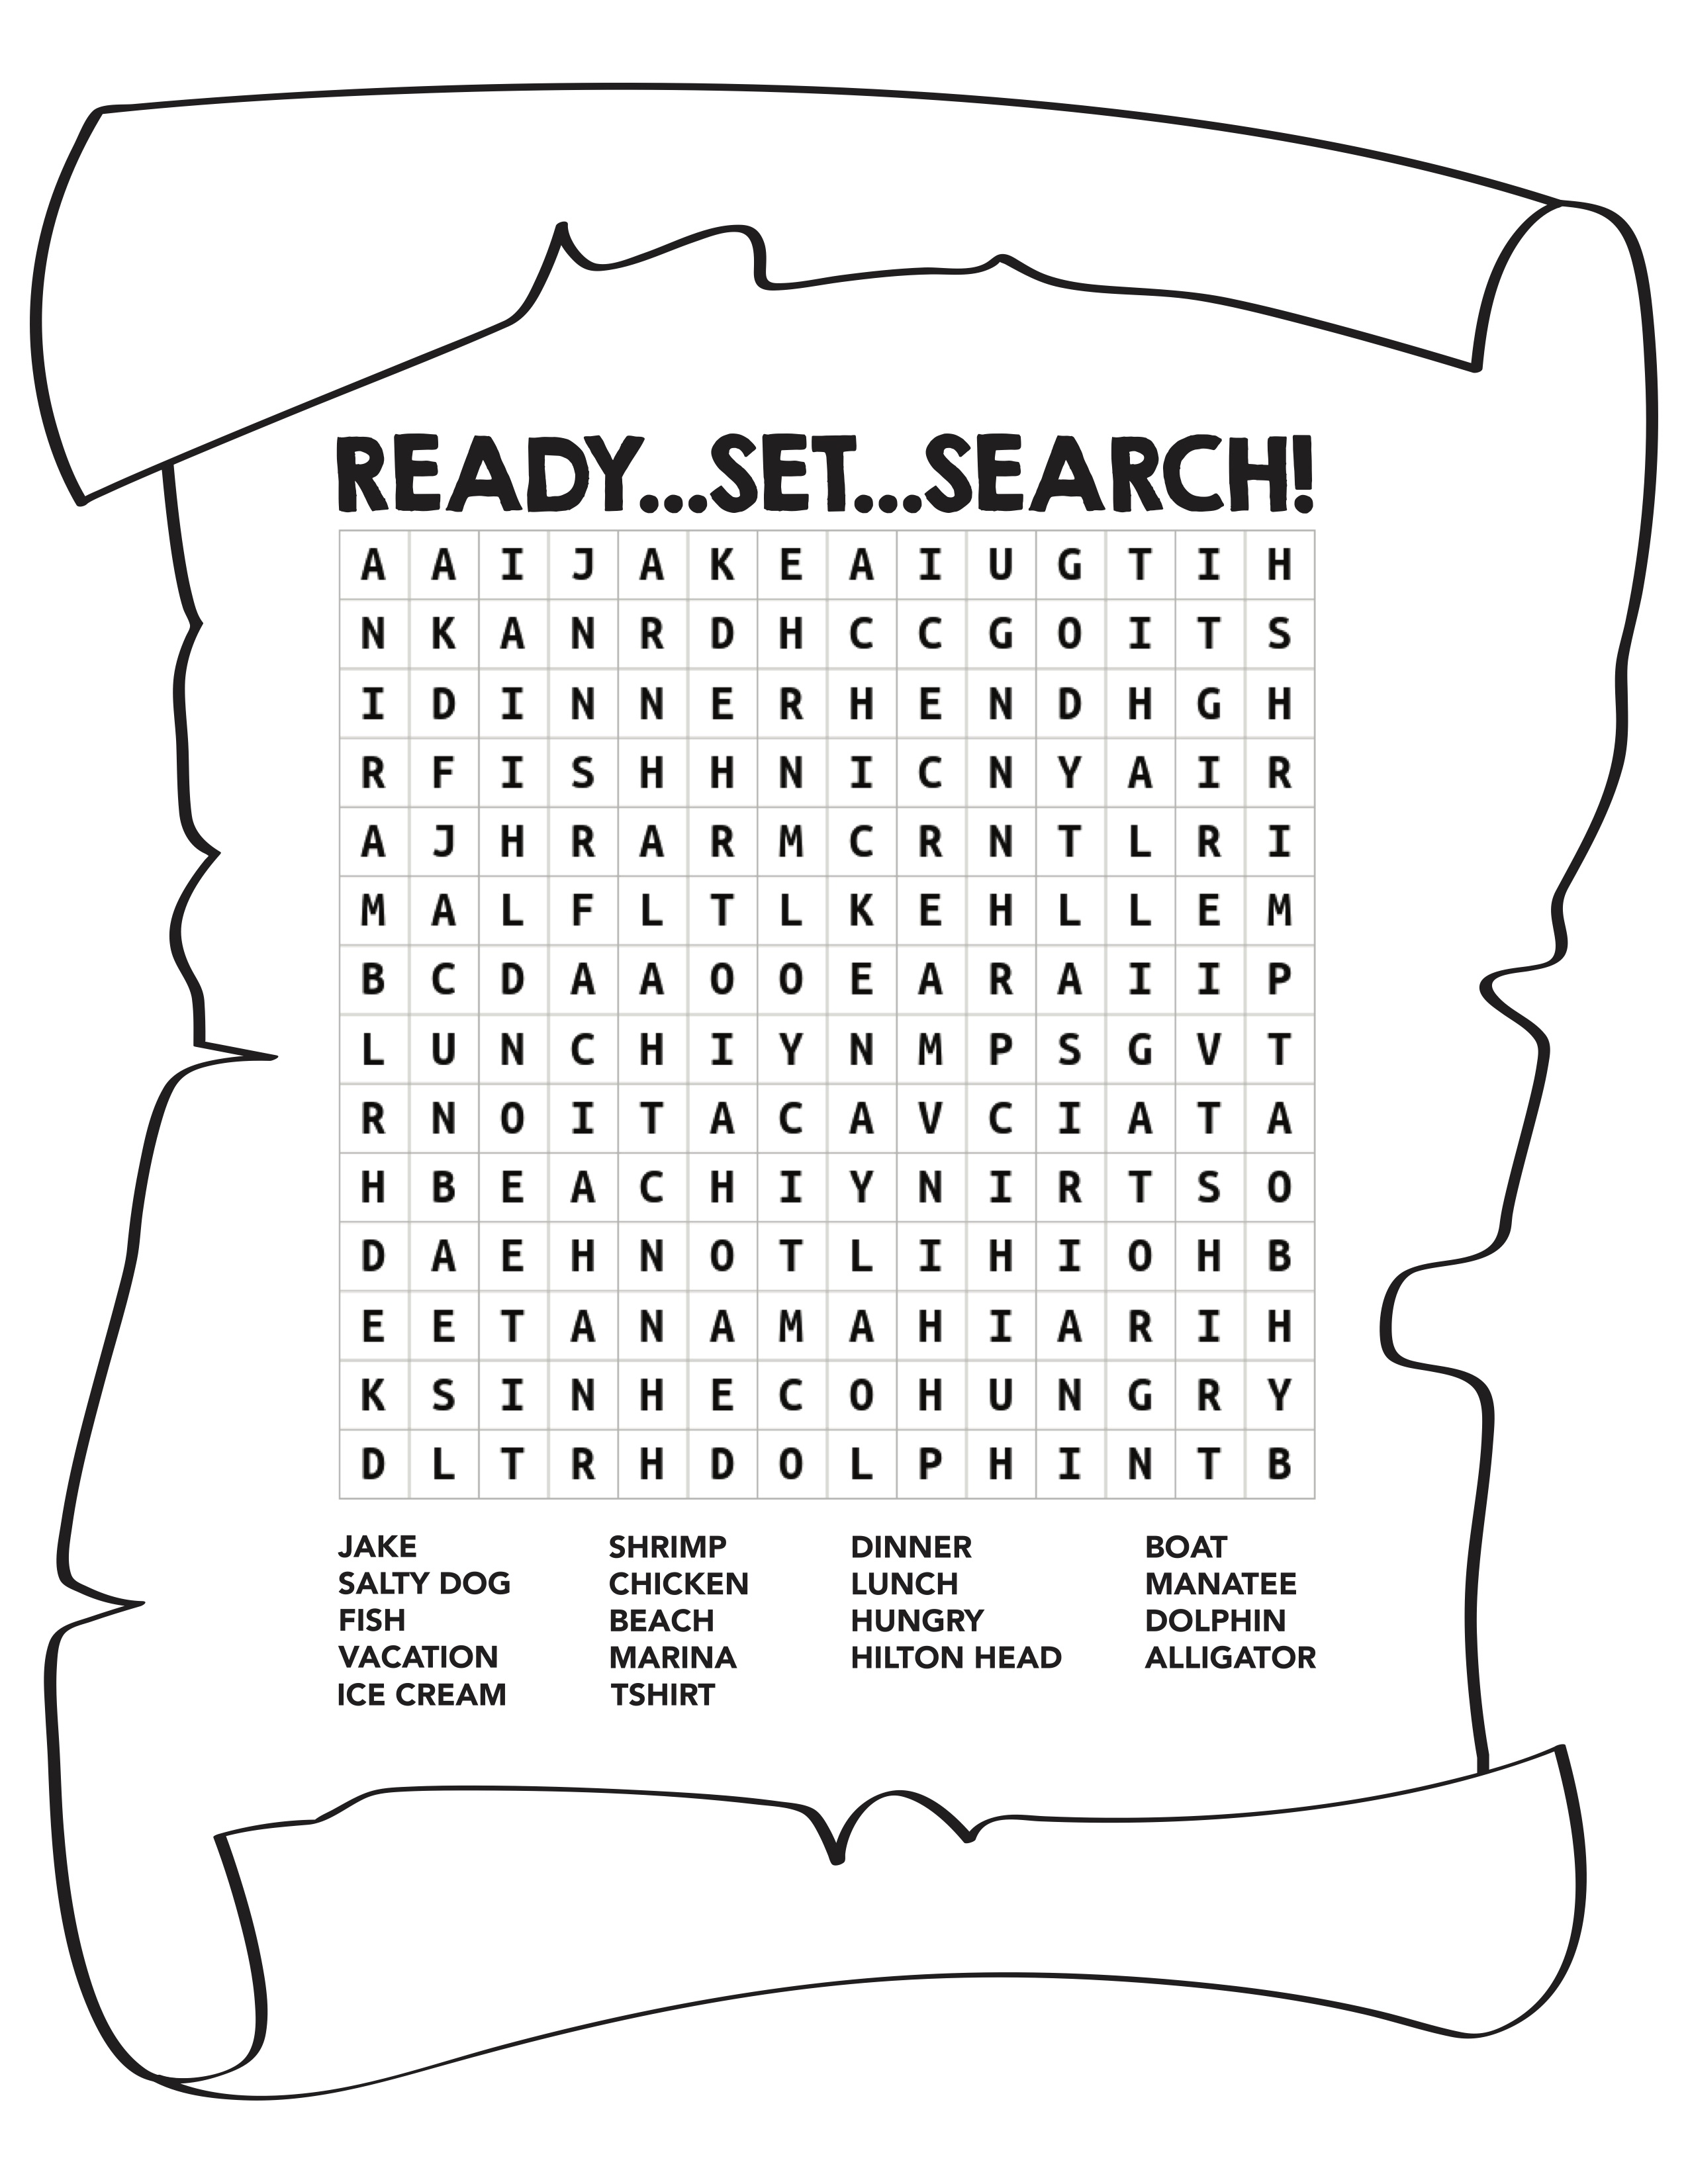 READY...SET...SEARCH!
A A I J A K E A I U G T I H
N K A N R D H C C G O I T S
I D I N N E R H E N D H G H
R F I S H H N I C N Y A I R
A J H R A R M C R N T L R I
M A L F L T L K E H L L E M
B C D A A O O E A R A I I P
L U N C H I Y N M P S G V T
R N O I T A C A V C I A T A
H B E A C H I Y N I R T S O
D A E H N O T L I H I O H B
E E T A N A M A H I A R I H
K S I N H E C O H U N G R Y
D L T R H D O L P H I N T B
JAKE SHRIMP DINNER BOAT
SALTY DOG CHICKEN LUNCH MANATEE
FISH BEACH HUNGRY DOLPHIN
VACATION MARINA HILTON HEAD ALLIGATOR
ICE CREAM TSHIRT